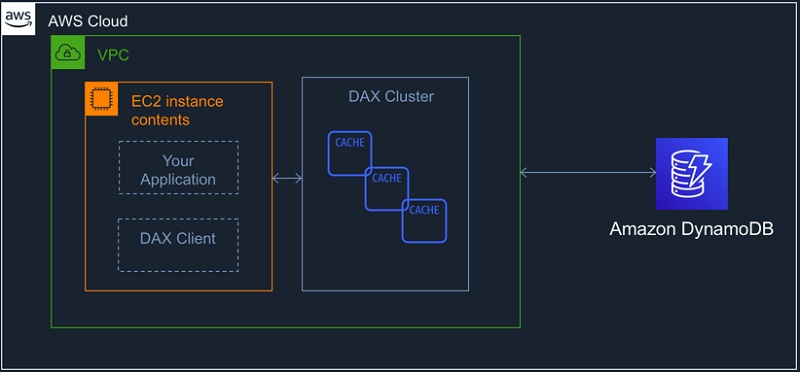 aws
AWS Cloud
VPC
EC2 instance
contents
Your
Application
DAX Client
DAX Cluster
CACHE
CACHE
CACHE
Amazon DynamoDB